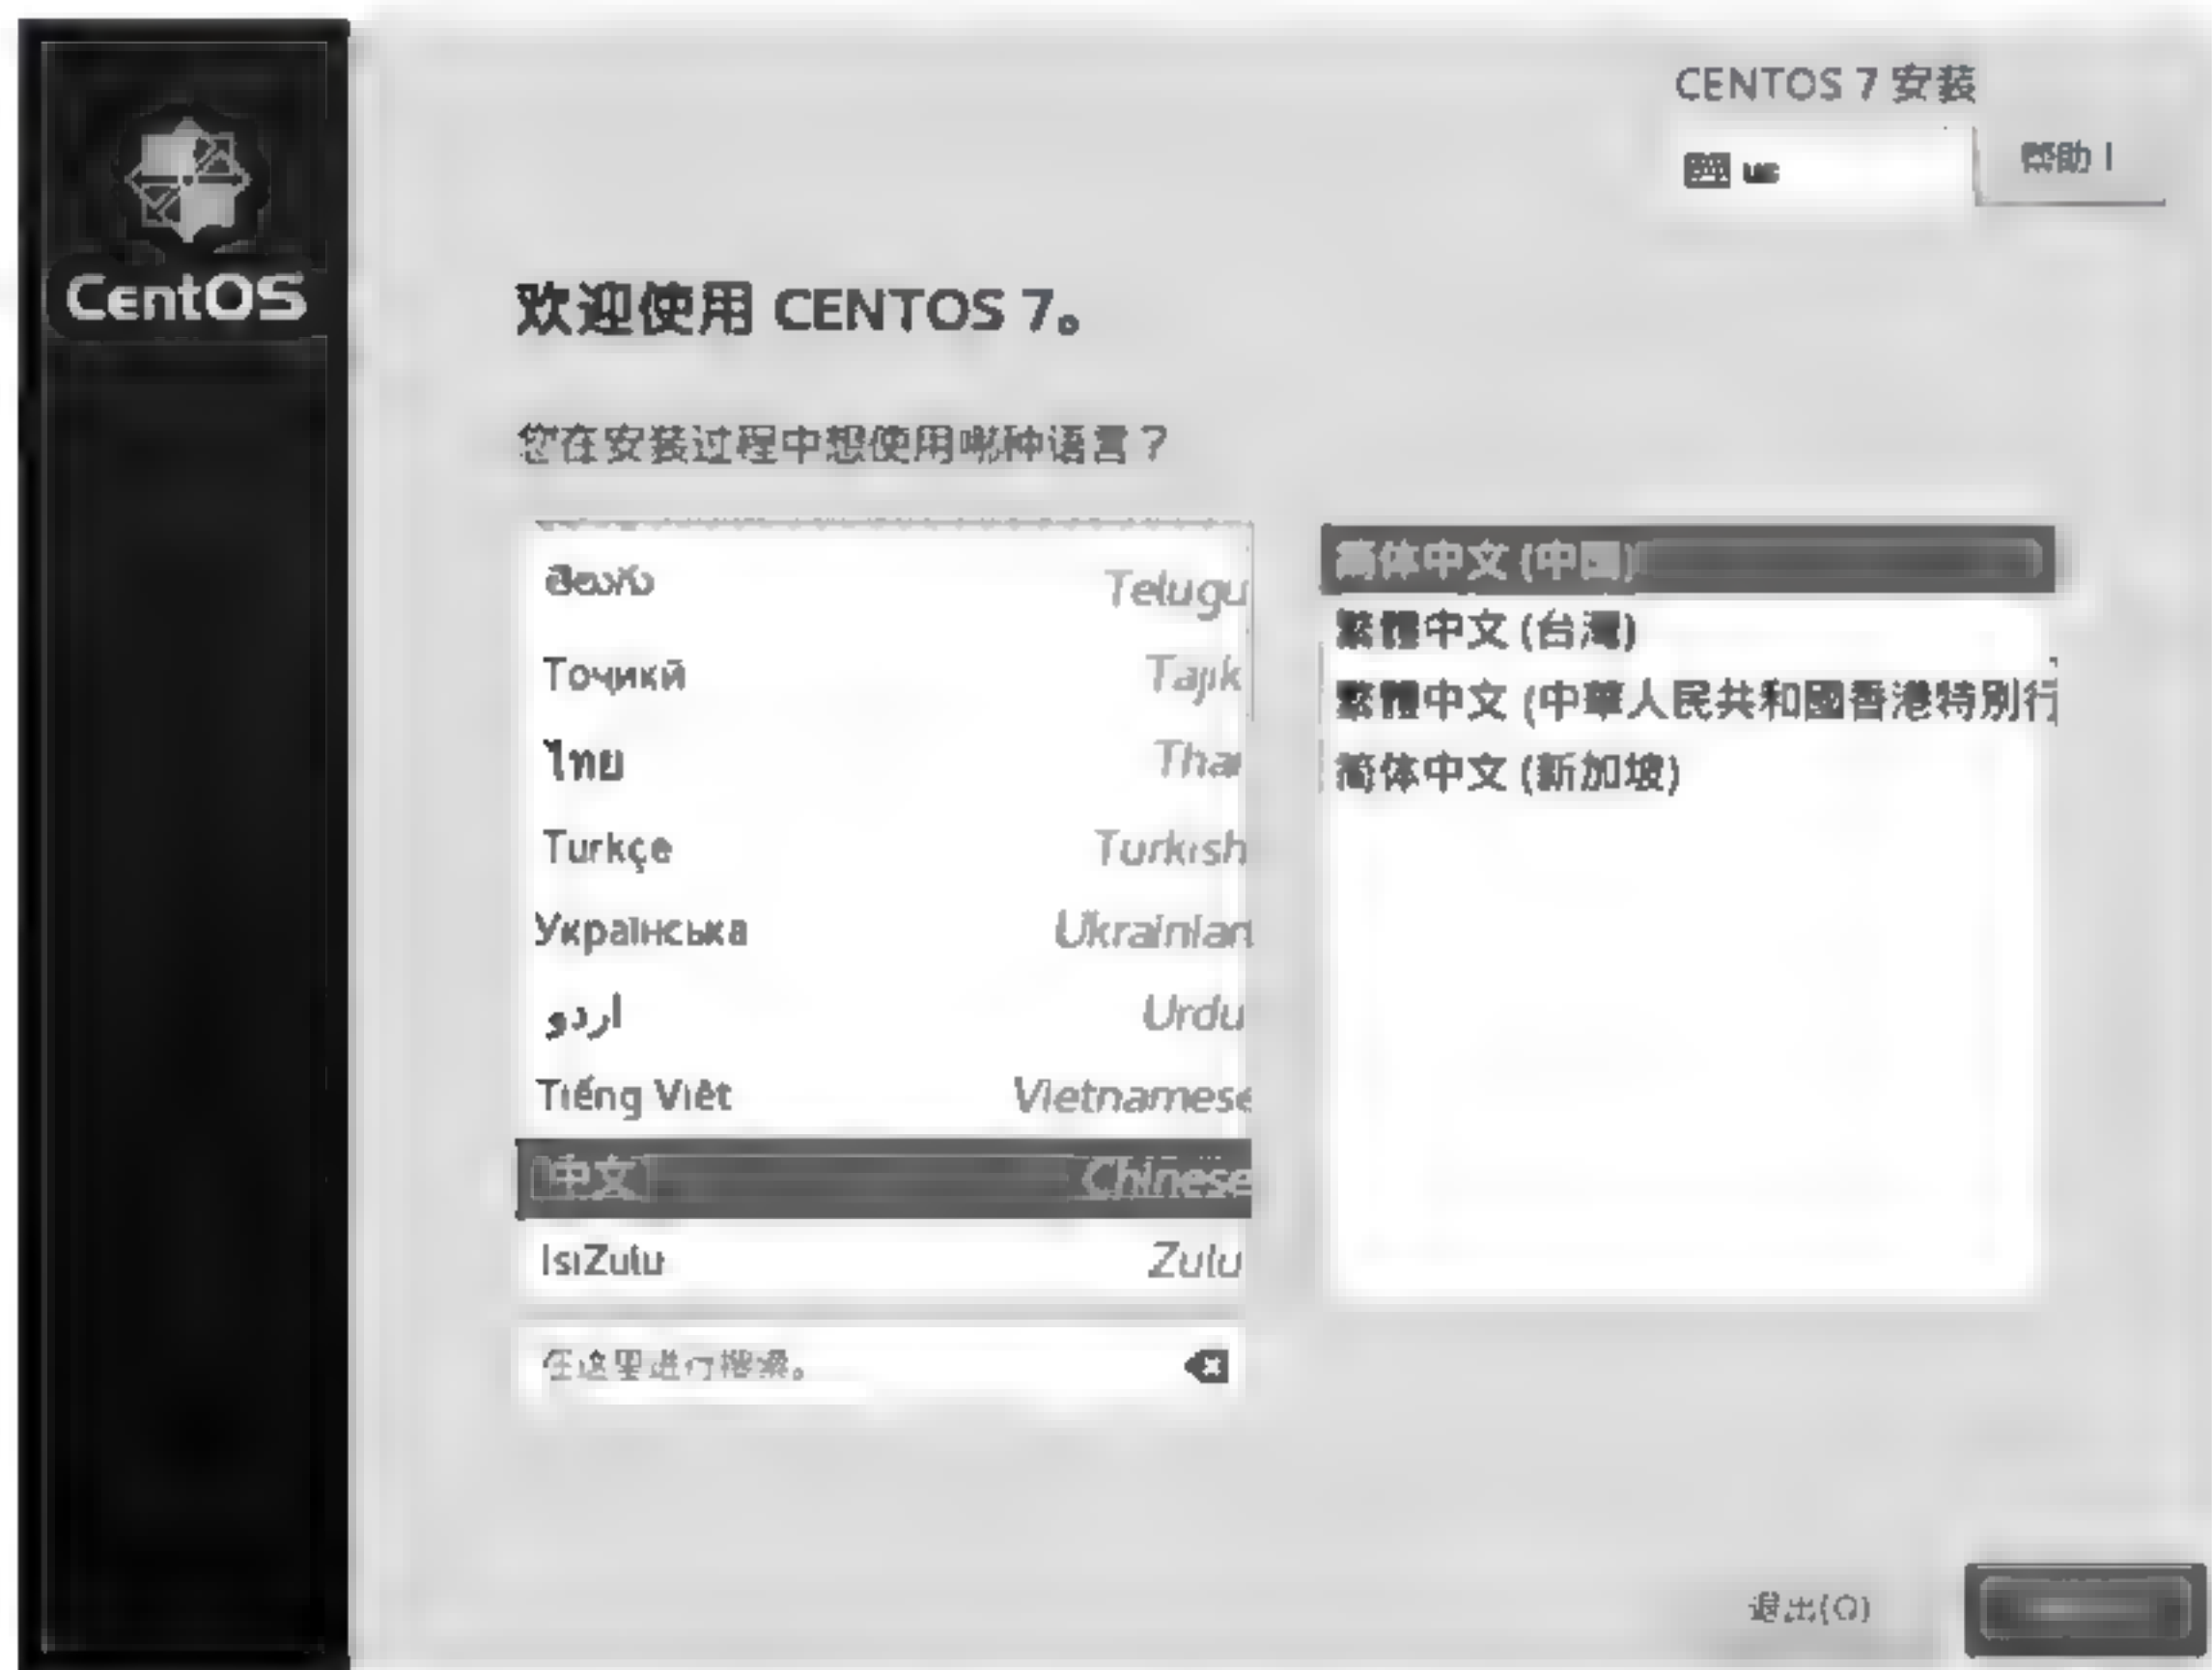 CentOS
CENTOS 7 安装
us
帮助!
欢迎使用 CENTOS 7。
您在安装过程中想使用哪种语言？
తెలుగు Telugu
Тоҷикӣ Tajik
ไทย Thai
Türkçe Turkish
Українська Ukrainian
اردو Urdu
Tiếng Việt Vietnamese
中文 Chinese
IsiZulu Zulu
简体中文 (中国)
繁體中文 (台灣)
繁體中文 (中華人民共和國香港特別行
简体中文 (新加坡)
在这里进行搜索。
退出(Q)